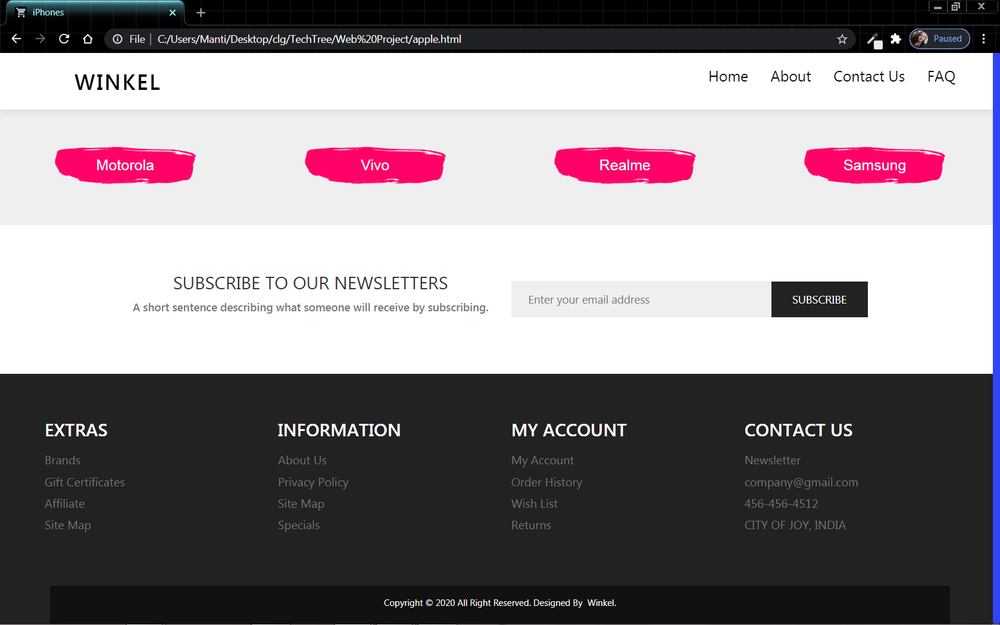 iPhones
File
C:/Users/Manti/Desktop/clg/TechTree/Web%20Project/apple.html
Paused
WINKEL
Home About Contact Us FAQ
Motorola Vivo Realme Samsung
SUBSCRIBE TO OUR NEWSLETTERS
A short sentence describing what someone will receive by subscribing.
Enter your email address
SUBSCRIBE
EXTRAS
Brands
Gift Certificates
Affiliate
Site Map
INFORMATION
About Us
Privacy Policy
Site Map
Specials
MY ACCOUNT
My Account
Order History
Wish List
Returns
CONTACT US
Newsletter
company@gmail.com
456-456-4512
CITY OF JOY, INDIA
Copyright © 2020 All Right Reserved. Designed By Winkel.